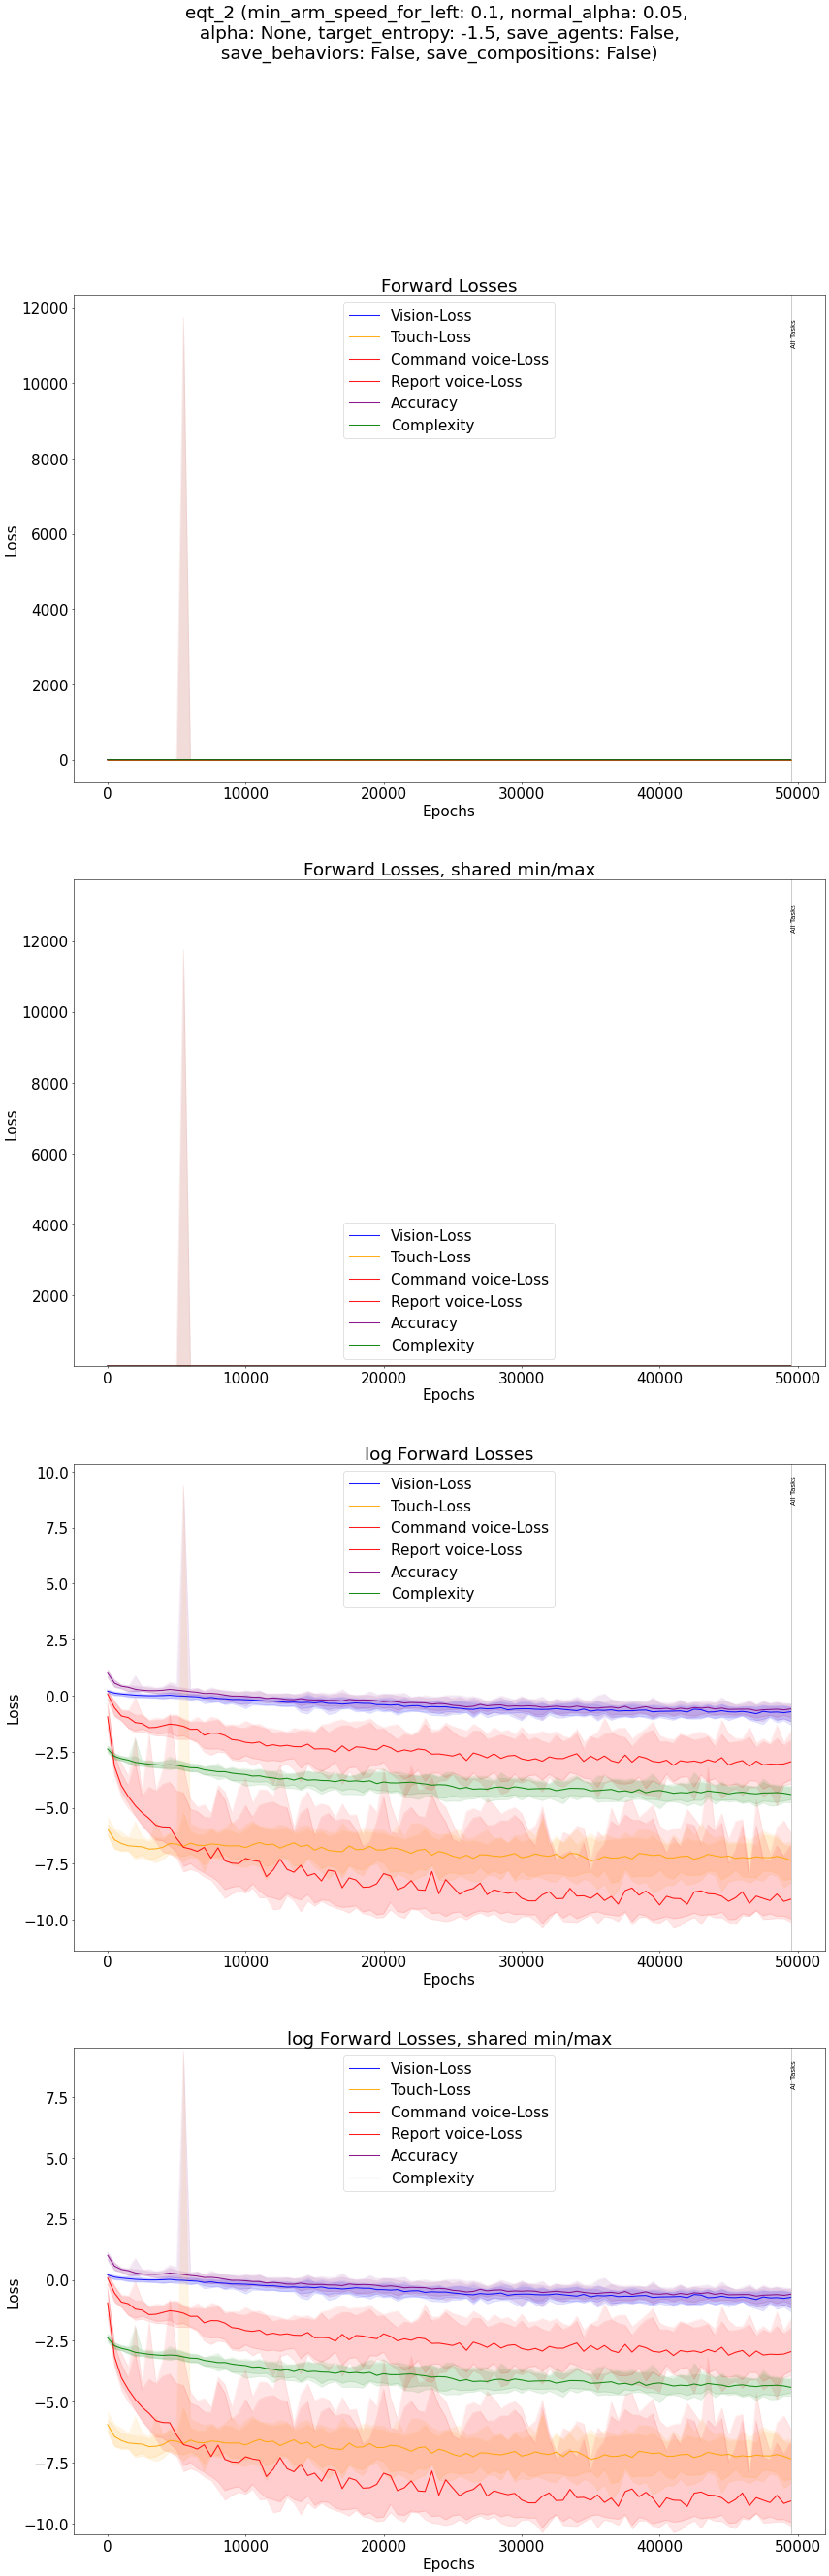 eqt_2 (min_arm_speed_for_left: 0.1, normal_alpha: 0.05,
alpha: None, target_entropy: -1.5, save_agents: False,
save_behaviors: False, save_compositions: False)
Forward Losses
12000
10000
8000
6000
4000
2000
0
Loss
Vision-Loss
Touch-Loss
Command voice-Loss
Report voice-Loss
Accuracy
Complexity
All Tasks
0 10000 20000 30000 40000 50000
Epochs
Forward Losses, shared min/max
12000
10000
8000
6000
4000
2000
Loss
Vision-Loss
Touch-Loss
Command voice-Loss
Report voice-Loss
Accuracy
Complexity
All Tasks
0 10000 20000 30000 40000 50000
Epochs
log Forward Losses
10.0
7.5
5.0
2.5
0.0
−2.5
−5.0
−7.5
−10.0
Loss
Vision-Loss
Touch-Loss
Command voice-Loss
Report voice-Loss
Accuracy
Complexity
All Tasks
0 10000 20000 30000 40000 50000
Epochs
log Forward Losses, shared min/max
7.5
5.0
2.5
0.0
−2.5
−5.0
−7.5
−10.0
Loss
Vision-Loss
Touch-Loss
Command voice-Loss
Report voice-Loss
Accuracy
Complexity
All Tasks
0 10000 20000 30000 40000 50000
Epochs